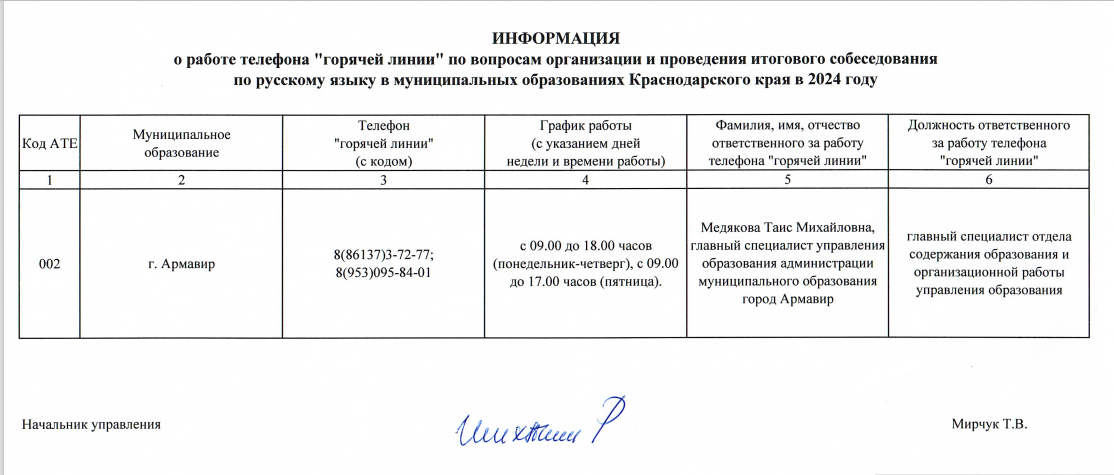 ИНФОРМАЦИЯ
о работе телефона "горячей линии" по вопросам организации и проведения итогового собеседования
по русскому языку в муниципальных образованиях Краснодарского края в 2024 году
Код АТЕ
Муниципальное
образование
Телефон
"горячей линии"
(с кодом)
График работы
(с указанием дней
недели и времени работы)
Фамилия, имя, отчество
ответственного за работу
телефона "горячей линии"
Должность ответственного
за работу телефона
"горячей линии"
1
2
3
4
5
6
002
г. Армавир
8(86137)3-72-77;
8(953)095-84-01
с 09.00 до 18.00 часов
(понедельник-четверг), с 09.00
до 17.00 часов (пятница).
Медякова Таис Михайловна,
главный специалист управления
образования администрации
муниципального образования
город Армавир
главный специалист отдела
содержания образования и
организационной работы
управления образования
Начальник управления
Мирчук Т.В.